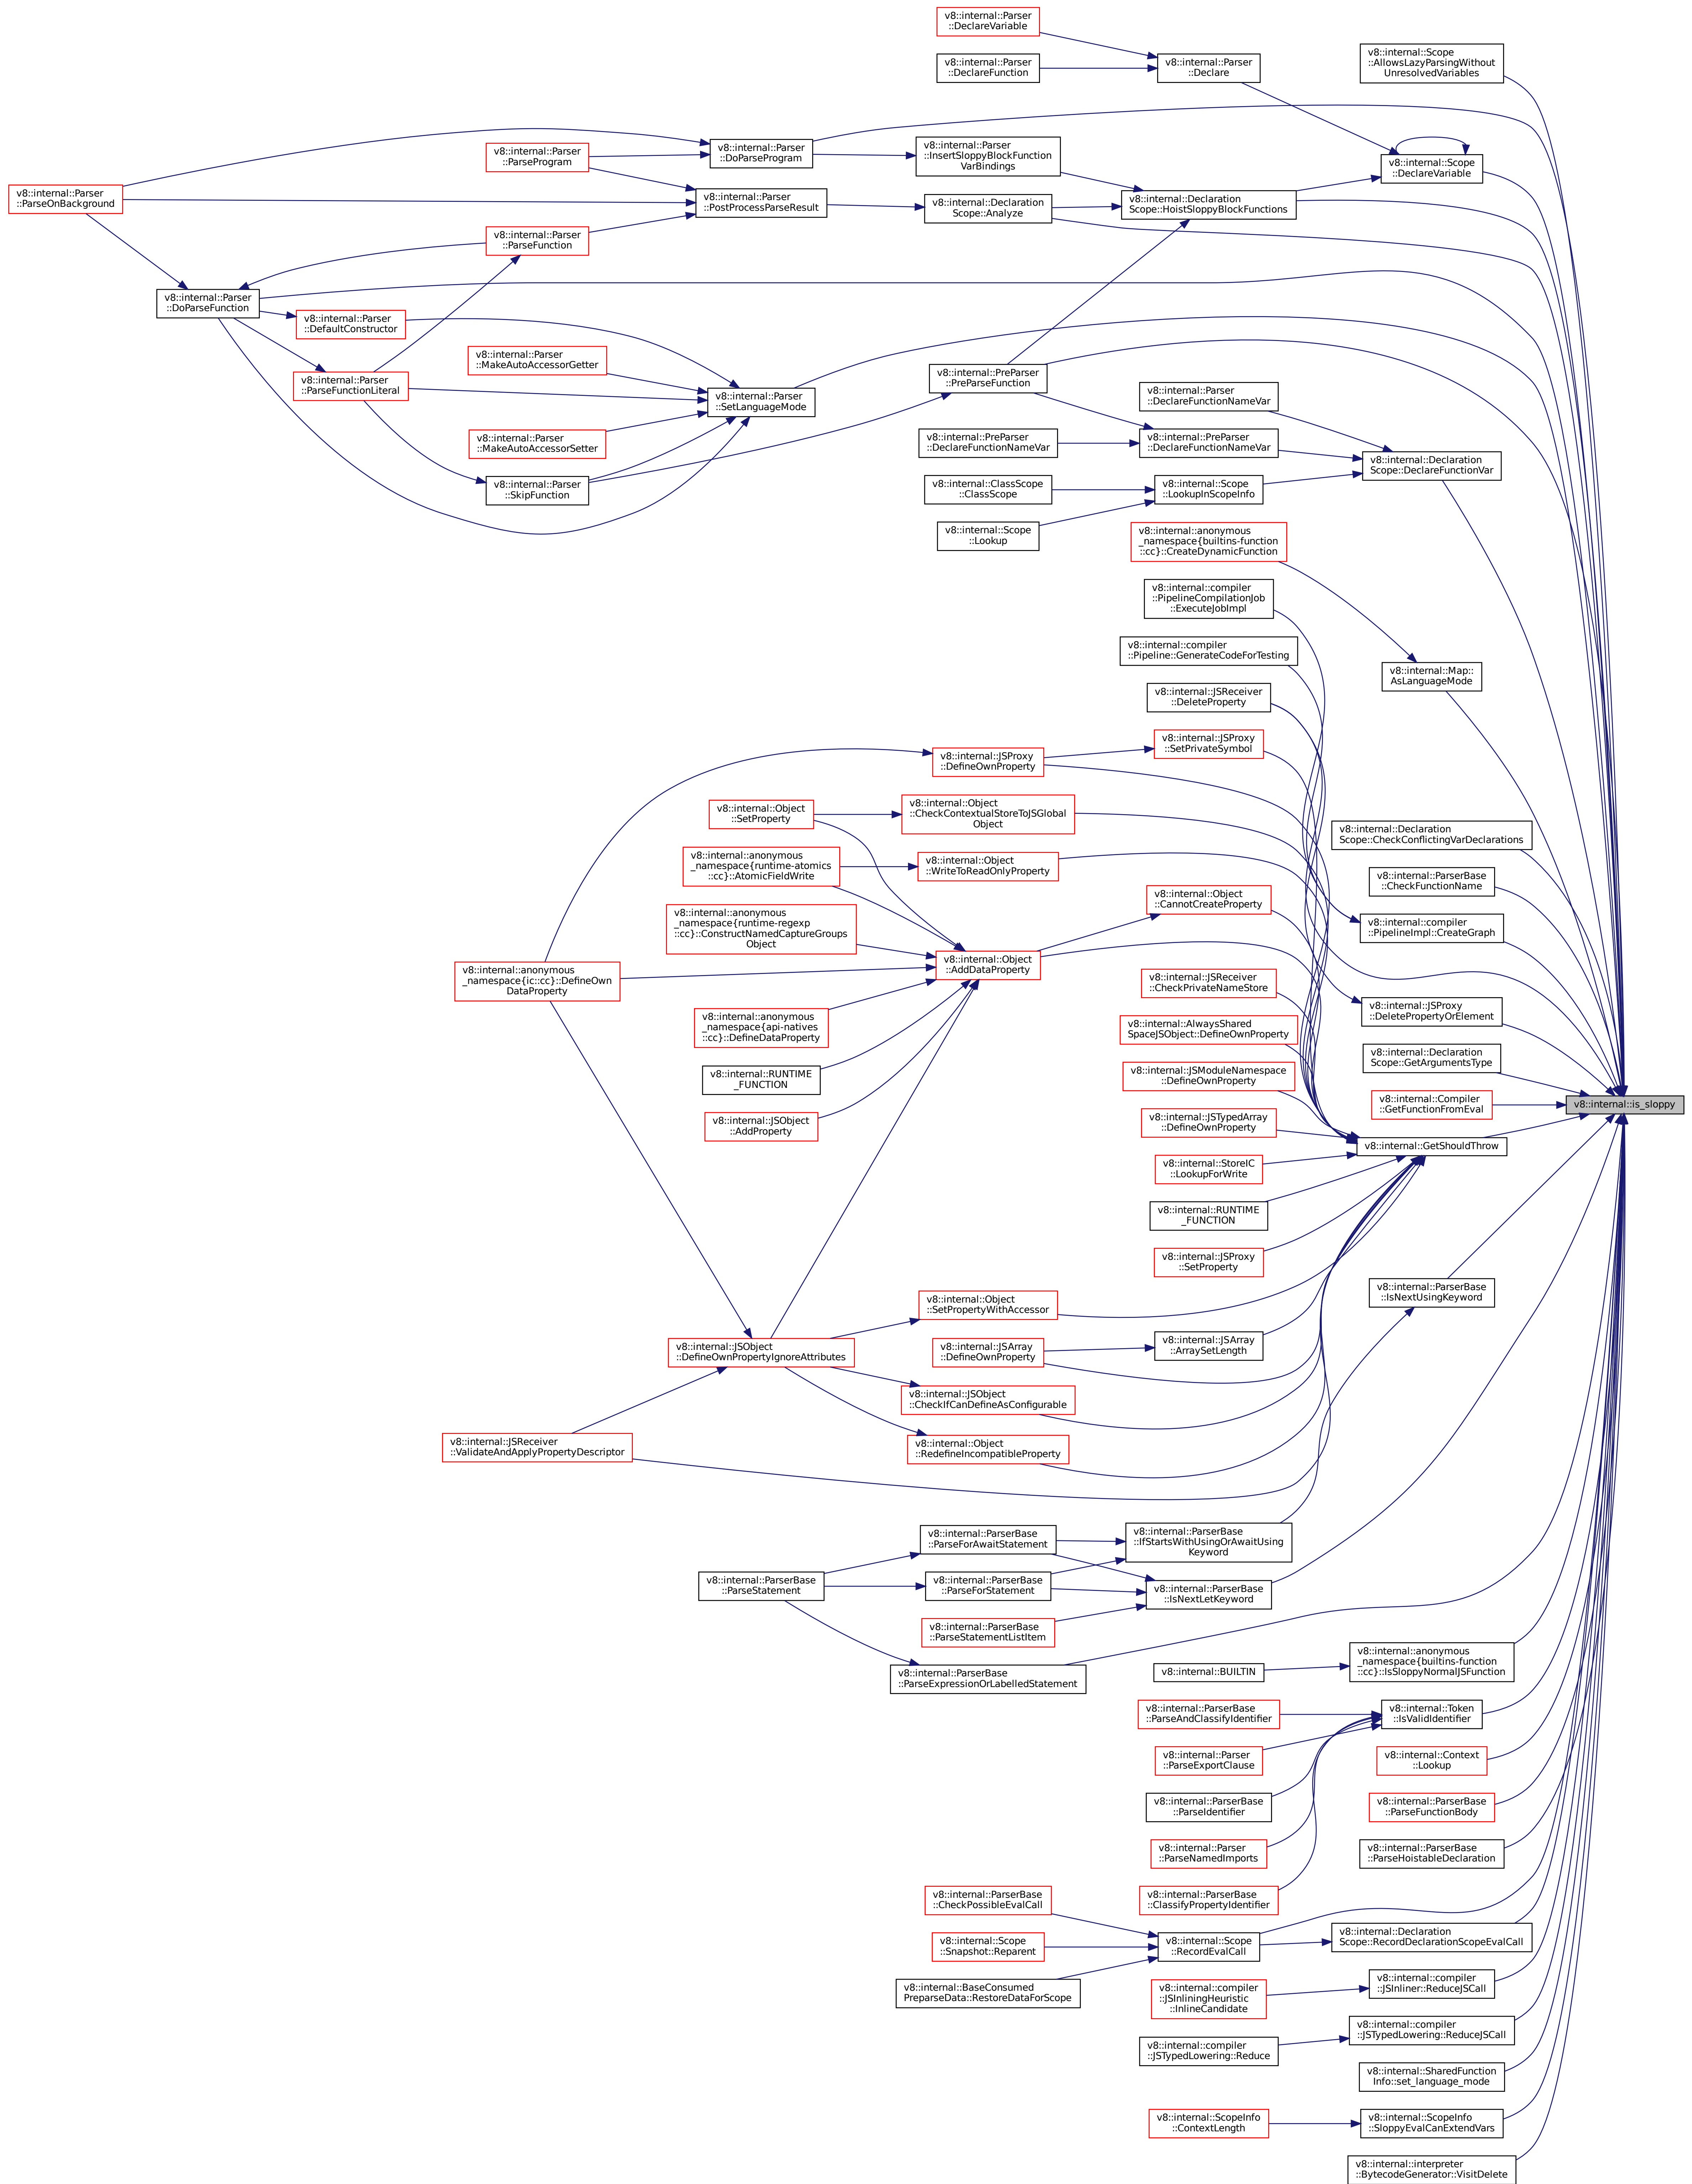 v8::internal::Parser
::DeclareVariable
v8::internal::Parser
::DeclareFunction
v8::internal::Parser
::Declare
v8::internal::Scope
::AllowsLazyParsingWithout
UnresolvedVariables
v8::internal::Parser
::DoParseProgram
v8::internal::Parser
::InsertSloppyBlockFunction
VarBindings
v8::internal::Parser
::ParseProgram
v8::internal::Scope
::DeclareVariable
v8::internal::Parser
::ParseOnBackground
v8::internal::Parser
::PostProcessParseResult
v8::internal::Declaration
Scope::Analyze
v8::internal::Declaration
Scope::HoistSloppyBlockFunctions
v8::internal::Parser
::ParseFunction
v8::internal::Parser
::DoParseFunction
v8::internal::Parser
::DefaultConstructor
v8::internal::Parser
::MakeAutoAccessorGetter
v8::internal::Parser
::ParseFunctionLiteral
v8::internal::Parser
::SetLanguageMode
v8::internal::PreParser
::PreParseFunction
v8::internal::Parser
::DeclareFunctionNameVar
v8::internal::Parser
::MakeAutoAccessorSetter
v8::internal::PreParser
::DeclareFunctionNameVar
v8::internal::PreParser
::DeclareFunctionNameVar
v8::internal::Declaration
Scope::DeclareFunctionVar
v8::internal::Parser
::SkipFunction
v8::internal::ClassScope
::ClassScope
v8::internal::Scope
::LookupInScopeInfo
v8::internal::Scope
::Lookup
v8::internal::anonymous
_namespace{builtins-function
::cc}::CreateDynamicFunction
v8::internal::compiler
::PipelineCompilationJob
::ExecuteJobImpl
v8::internal::compiler
::Pipeline::GenerateCodeForTesting
v8::internal::Map::
AsLanguageMode
v8::internal::JSReceiver
::DeleteProperty
v8::internal::JSProxy
::SetPrivateSymbol
v8::internal::JSProxy
::DefineOwnProperty
v8::internal::Object
::SetProperty
v8::internal::Object
::CheckContextualStoreToJSGlobal
Object
v8::internal::Declaration
Scope::CheckConflictingVarDeclarations
v8::internal::anonymous
_namespace{runtime-atomics
::cc}::AtomicFieldWrite
v8::internal::Object
::WriteToReadOnlyProperty
v8::internal::ParserBase
::CheckFunctionName
v8::internal::Object
::CannotCreateProperty
v8::internal::anonymous
_namespace{runtime-regexp
::cc}::ConstructNamedCaptureGroups
Object
v8::internal::compiler
::PipelineImpl::CreateGraph
v8::internal::Object
::AddDataProperty
v8::internal::anonymous
_namespace{ic::cc}::DefineOwn
DataProperty
v8::internal::JSReceiver
::CheckPrivateNameStore
v8::internal::JSProxy
::DeletePropertyOrElement
v8::internal::anonymous
_namespace{api-natives
::cc}::DefineDataProperty
v8::internal::AlwaysShared
SpaceJSObject::DefineOwnProperty
v8::internal::Declaration
Scope::GetArgumentsType
v8::internal::RUNTIME
_FUNCTION
v8::internal::JSModuleNamespace
::DefineOwnProperty
v8::internal::Compiler
::GetFunctionFromEval
v8::internal::is_sloppy
v8::internal::JSObject
::AddProperty
v8::internal::JSTypedArray
::DefineOwnProperty
v8::internal::GetShouldThrow
v8::internal::StoreIC
::LookupForWrite
v8::internal::RUNTIME
_FUNCTION
v8::internal::JSProxy
::SetProperty
v8::internal::ParserBase
::IsNextUsingKeyword
v8::internal::Object
::SetPropertyWithAccessor
v8::internal::JSObject
::DefineOwnPropertyIgnoreAttributes
v8::internal::JSArray
::DefineOwnProperty
v8::internal::JSArray
::ArraySetLength
v8::internal::JSObject
::CheckIfCanDefineAsConfigurable
v8::internal::JSReceiver
::ValidateAndApplyPropertyDescriptor
v8::internal::Object
::RedefineIncompatibleProperty
v8::internal::ParserBase
::ParseForAwaitStatement
v8::internal::ParserBase
::IfStartsWithUsingOrAwaitUsing
Keyword
v8::internal::ParserBase
::ParseStatement
v8::internal::ParserBase
::ParseForStatement
v8::internal::ParserBase
::IsNextLetKeyword
v8::internal::ParserBase
::ParseStatementListItem
v8::internal::ParserBase
::ParseExpressionOrLabelledStatement
v8::internal::BUILTIN
v8::internal::anonymous
_namespace{builtins-function
::cc}::IsSloppyNormalJSFunction
v8::internal::ParserBase
::ParseAndClassifyIdentifier
v8::internal::Token
::IsValidIdentifier
v8::internal::Parser
::ParseExportClause
v8::internal::Context
::Lookup
v8::internal::ParserBase
::ParseIdentifier
v8::internal::ParserBase
::ParseFunctionBody
v8::internal::Parser
::ParseNamedImports
v8::internal::ParserBase
::ParseHoistableDeclaration
v8::internal::ParserBase
::CheckPossibleEvalCall
v8::internal::ParserBase
::ClassifyPropertyIdentifier
v8::internal::Scope
::Snapshot::Reparent
v8::internal::Scope
::RecordEvalCall
v8::internal::Declaration
Scope::RecordDeclarationScopeEvalCall
v8::internal::BaseConsumed
PreparseData::RestoreDataForScope
v8::internal::compiler
::JSInliningHeuristic
::InlineCandidate
v8::internal::compiler
::JSInliner::ReduceJSCall
v8::internal::compiler
::JSTypedLowering::Reduce
v8::internal::compiler
::JSTypedLowering::ReduceJSCall
v8::internal::SharedFunction
Info::set_language_mode
v8::internal::ScopeInfo
::ContextLength
v8::internal::ScopeInfo
::SloppyEvalCanExtendVars
v8::internal::interpreter
::BytecodeGenerator::VisitDelete